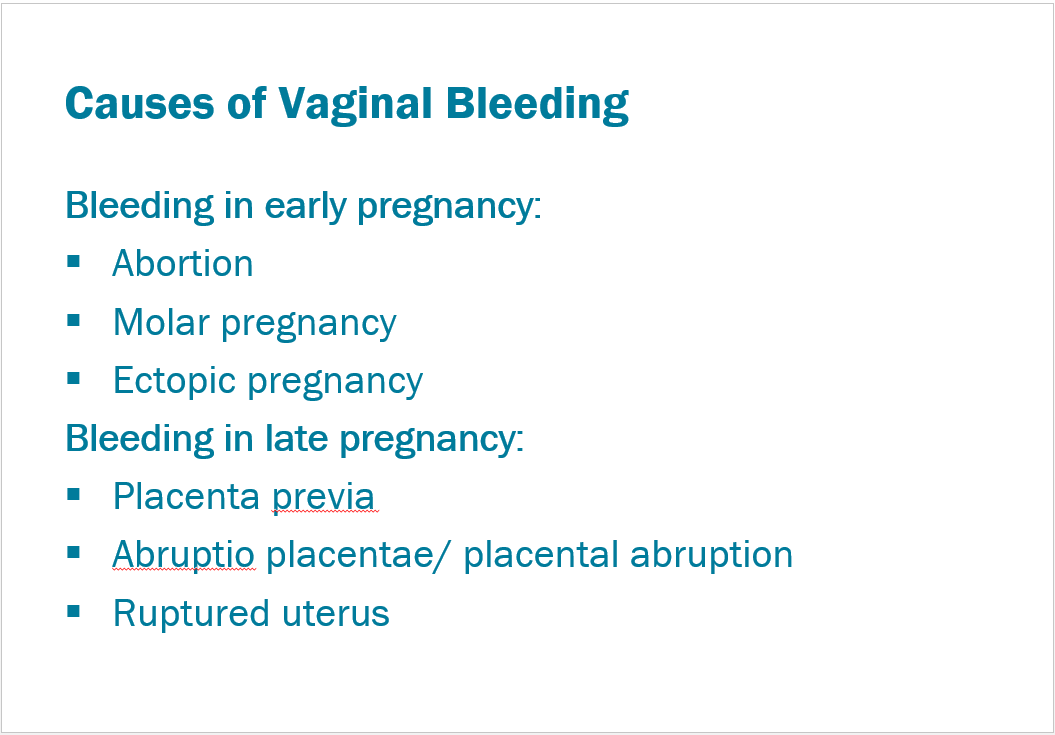 Causes of Vaginal Bleeding
Bleeding in early pregnancy:
▪ Abortion
▪ Molar pregnancy
▪ Ectopic pregnancy
Bleeding in late pregnancy:
▪ Placenta previa
▪ Abruptio placentae/ placental abruption
▪ Ruptured uterus